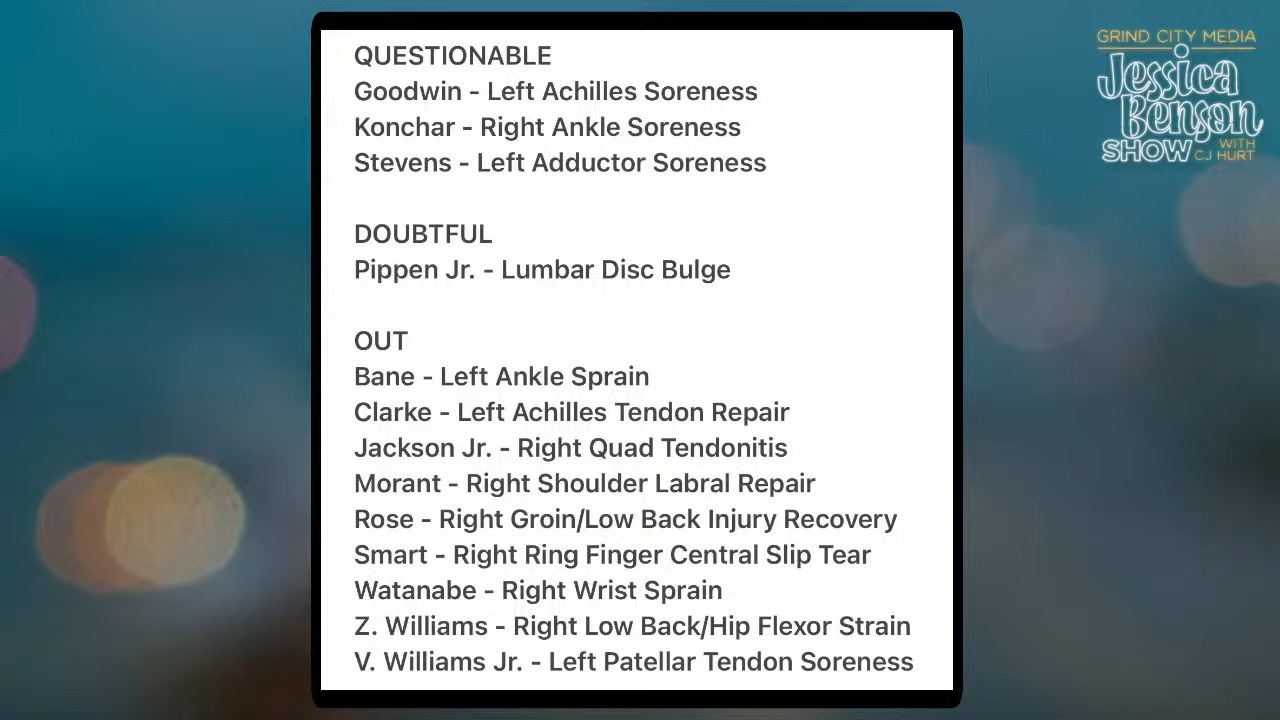 QUESTIONABLE
Goodwin - Left Achilles Soreness
Konchar - Right Ankle Soreness
Stevens - Left Adductor Soreness
DOUBTFUL
Pippen Jr. - Lumbar Disc Bulge
OUT
Bane - Left Ankle Sprain
Clarke - Left Achilles Tendon Repair
Jackson Jr. - Right Quad Tendonitis
Morant - Right Shoulder Labral Repair
Rose - Right Groin/Low Back Injury Recovery
Smart - Right Ring Finger Central Slip Tear
Watanabe - Right Wrist Sprain
Z. Williams - Right Low Back/Hip Flexor Strain
V. Williams Jr. - Left Patellar Tendon Soreness
GRIND CITY MEDIA
Jessica
Benson
SHOW WITH
CJ HURT